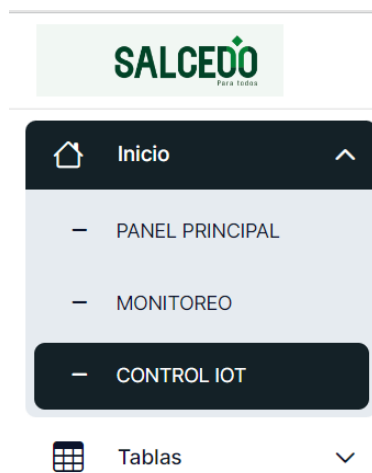 SALCEDO
Para todos
Inicio
PANEL PRINCIPAL
MONITOREO
CONTROL IOT
Tablas